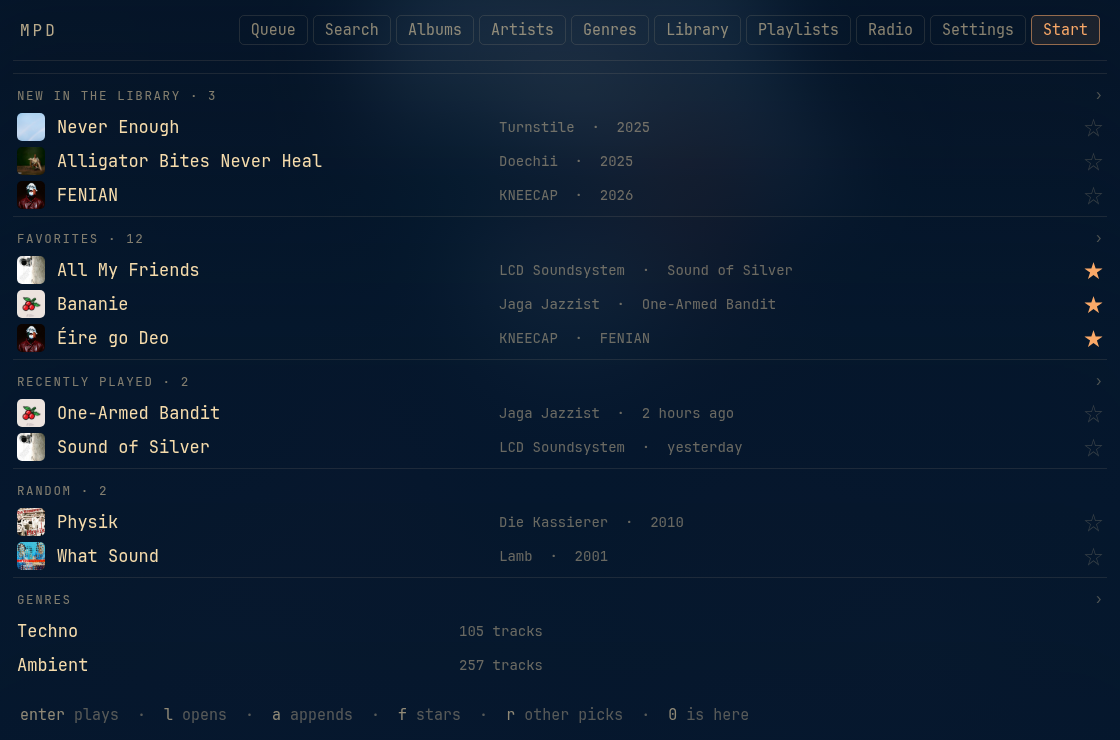 MPD Queue Search Albums Artists Genres Library Playlists Radio Settings Start
NEW IN THE LIBRARY · 3 ›
Never Enough Turnstile · 2025 ☆
Alligator Bites Never Heal Doechii · 2025 ☆
FENIAN KNEECAP · 2026 ☆
FAVORITES · 12 ›
All My Friends LCD Soundsystem · Sound of Silver ★
Bananie Jaga Jazzist · One-Armed Bandit ★
Éire go Deo KNEECAP · FENIAN ★
RECENTLY PLAYED · 2 ›
One-Armed Bandit Jaga Jazzist · 2 hours ago ☆
Sound of Silver LCD Soundsystem · yesterday ☆
RANDOM · 2
Physik Die Kassierer · 2010 ☆
What Sound Lamb · 2001 ☆
GENRES ›
Techno 105 tracks
Ambient 257 tracks
enter plays · l opens · a appends · f stars · r other picks · 0 is here